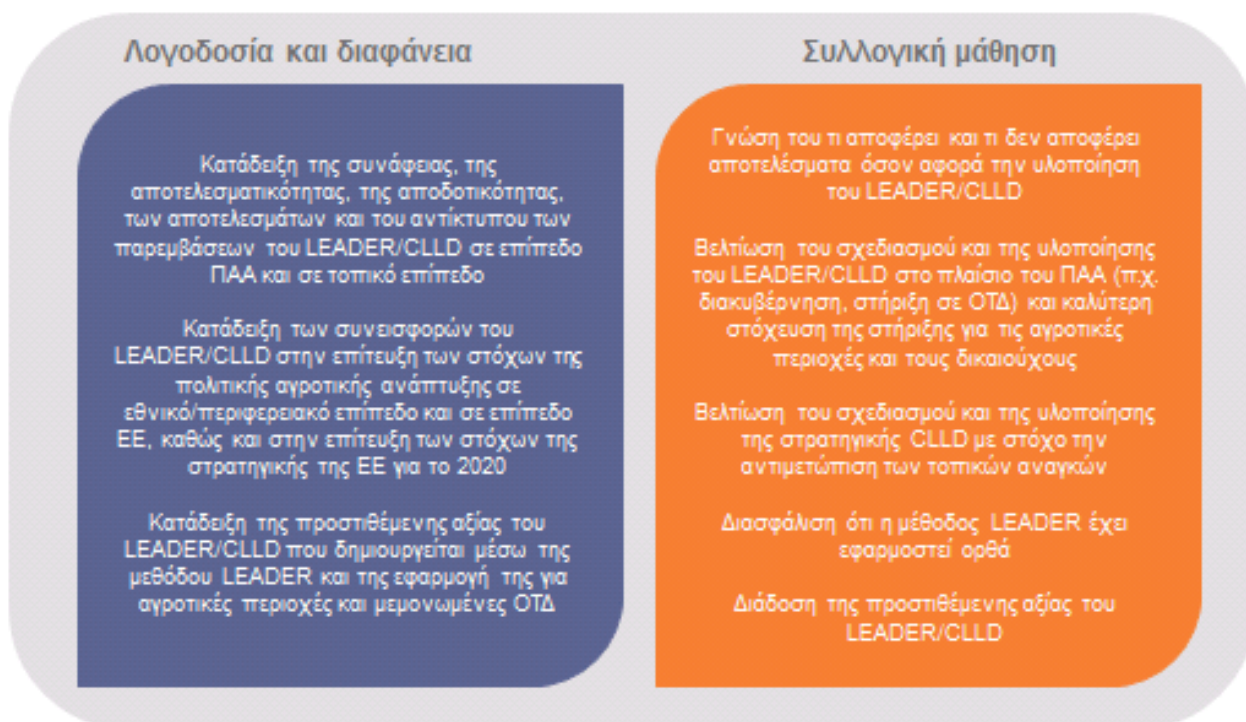 Λογοδοσία και διαφάνεια
Κατάδειξη της συνάφειας, της
αποτελεσματικότητας, της αποδοτικότητας,
των αποτελεσμάτων και του αντίκτυπου των
παρεμβάσεων του LEADER/CLLD σε επίπεδο
ΠΑΑ και σε τοπικό επίπεδο
Κατάδειξη των συνεισφορών του
LEADER/CLLD στην επίτευξη των στόχων της
πολιτικής αγροτικής ανάπτυξης σε
εθνικό/περιφερειακό επίπεδο και σε επίπεδο
ΕΕ, καθώς και στην επίτευξη των στόχων της
στρατηγικής της ΕΕ για το 2020
Κατάδειξη της προστιθέμενης αξίας του
LEADER/CLLD που δημιουργείται μέσω της
μεθόδου LEADER και της εφαρμογή της για
αγροτικές περιοχές και μεμονωμένες ΟΤΔ
Συλλογική μάθηση
Γνώση του τι αποφέρει και τι δεν αποφέρει
αποτελέσματα όσον αφορά την υλοποίηση
του LEADER/CLLD
Βελτίωση του σχεδιασμού και της υλοποίησης
του LEADER/CLLD στο πλαίσιο του ΠΑΑ (π.χ.
διακυβέρνηση, στήριξη σε ΟΤΔ) και καλύτερη
στόχευση της στήριξης για τις αγροτικές
περιοχές και τους δικαιούχους
Βελτίωση του σχεδιασμού και της υλοποίησης
της στρατηγικής CLLD με στόχο την
αντιμετώπιση των τοπικών αναγκών
Διασφάλιση ότι η μέθοδος LEADER έχει
εφαρμοστεί ορθά
Διάδοση της προστιθέμενης αξίας του
LEADER/CLLD